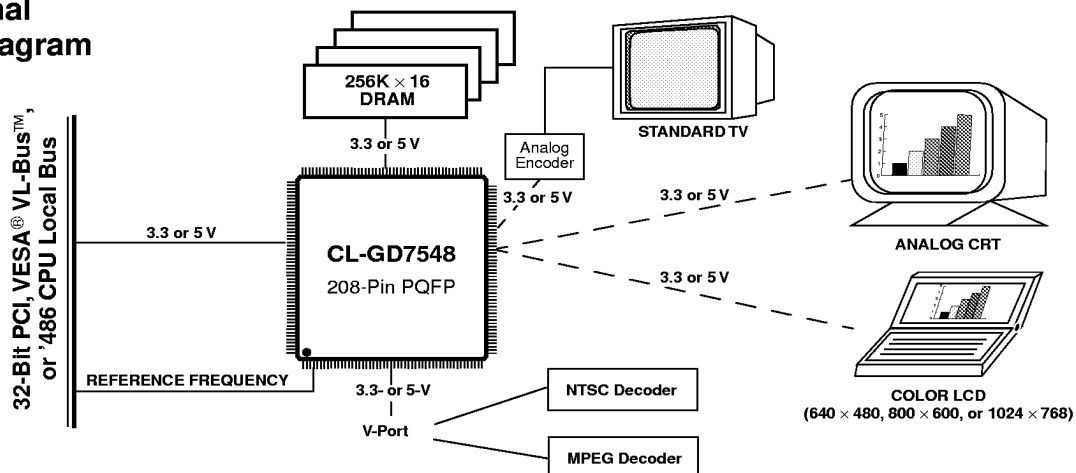 nal
agram
256K × 16
DRAM
3.3 or 5 V
Analog
Encoder
STANDARD TV
3.3 or 5 V
3.3 or 5 V
ANALOG CRT
32-Bit PCI, VESA® VL-Bus™,
or '486 CPU Local Bus
3.3 or 5 V
CL-GD7548
208-Pin PQFP
3.3 or 5 V
REFERENCE FREQUENCY
3.3- or 5-V
V-Port
NTSC Decoder
MPEG Decoder
COLOR LCD
(640 × 480, 800 × 600, or 1024 × 768)